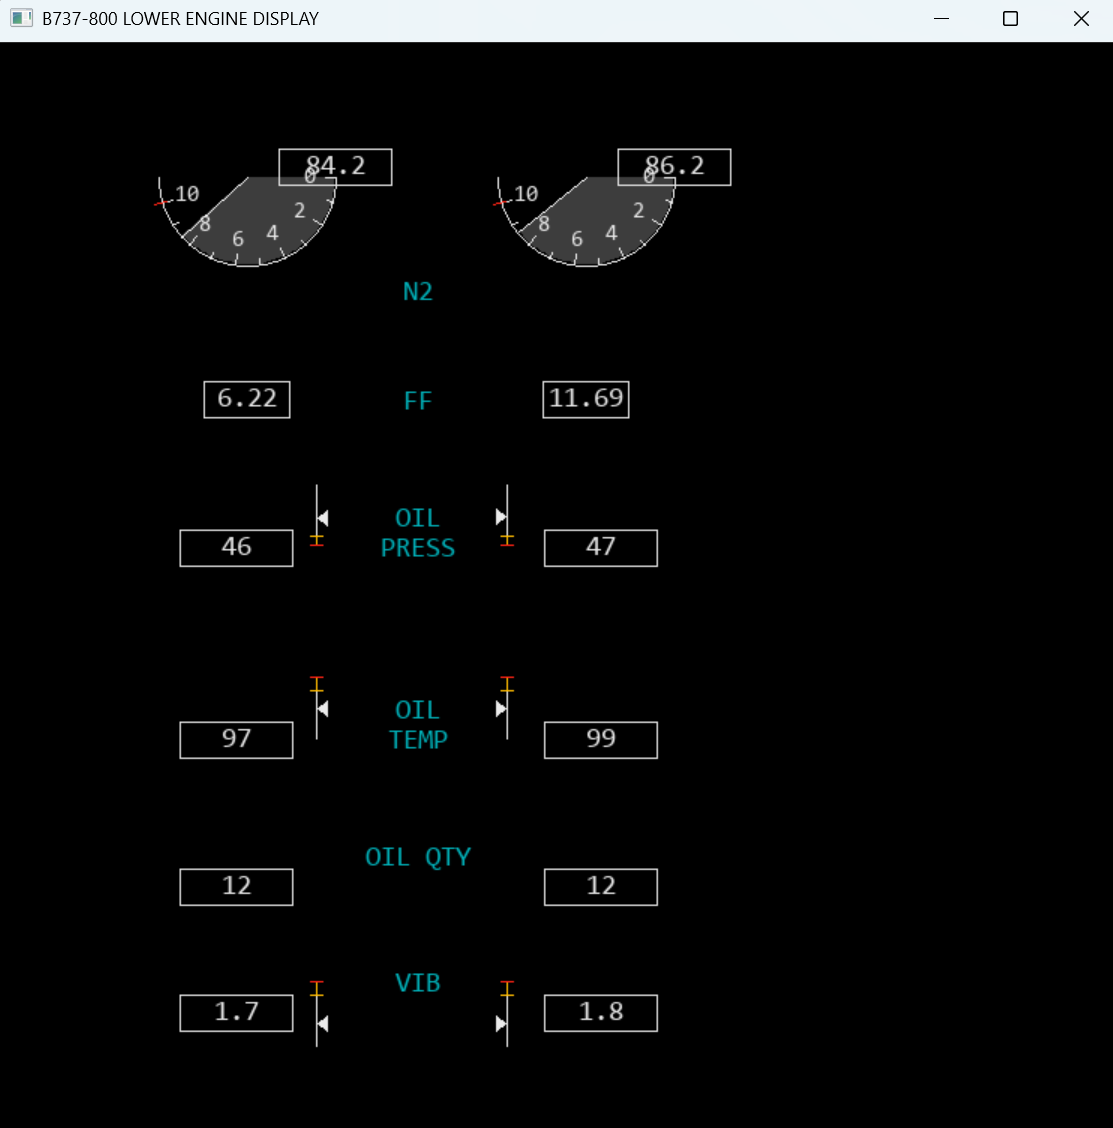 B737-800 LOWER ENGINE DISPLAY
84.2 86.2
10 0 10 0
8 2 8 2
6 4 6 4
N2
6.22 FF 11.69
OIL
46 PRESS 47
OIL
97 TEMP 99
OIL QTY
12 12
VIB
1.7 1.8